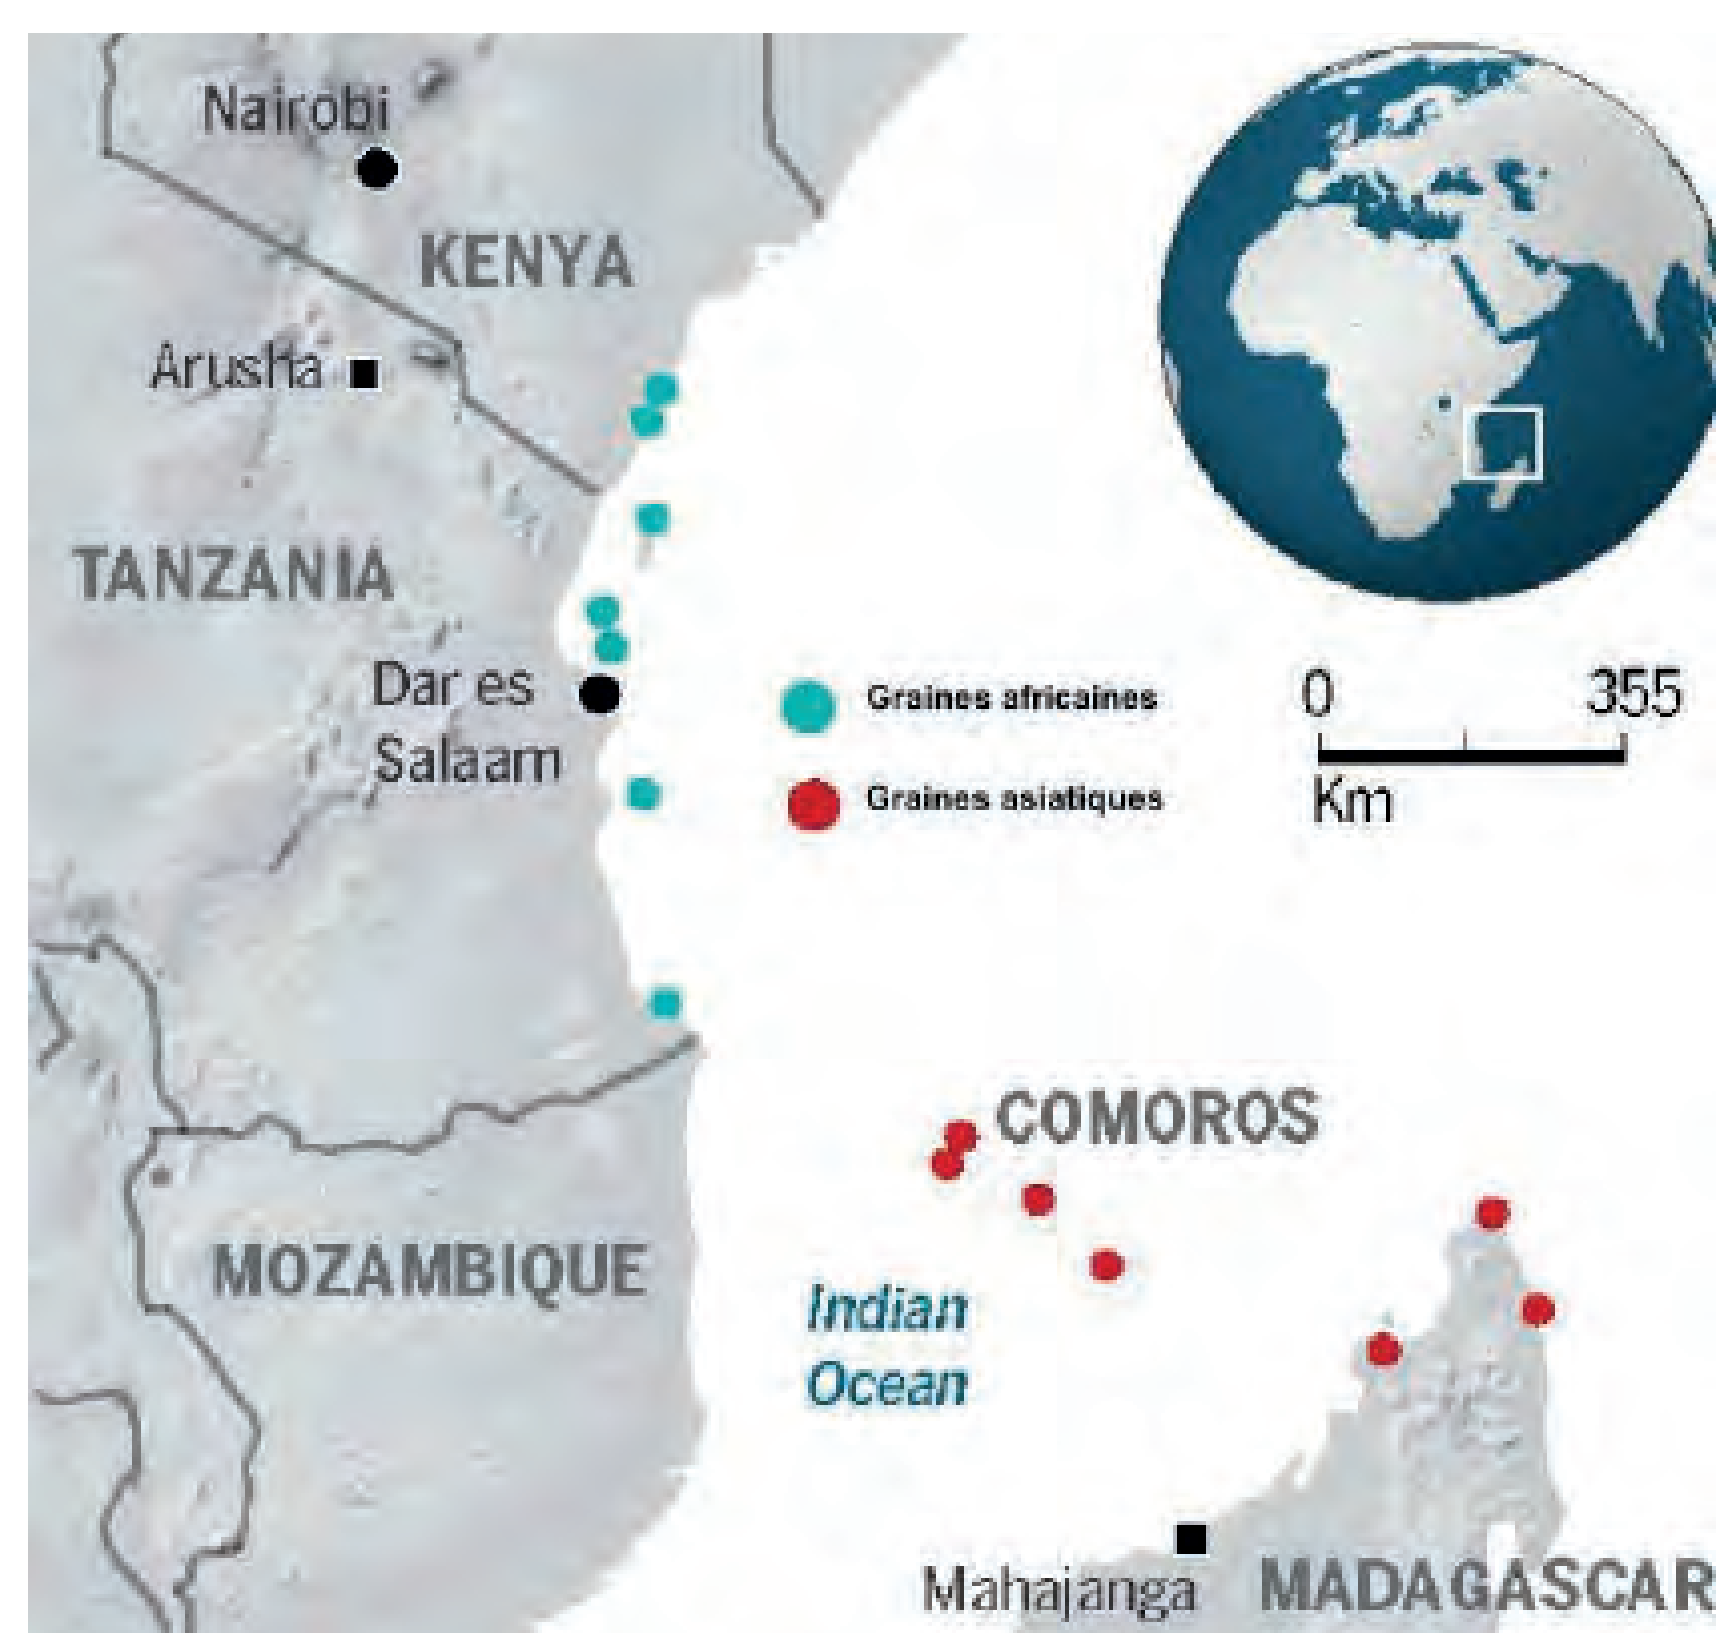 Nairobi
KENYA
Arusha
TANZANIA
Dar es
Salaam
Graines africaines
Graines asiatiques
0 355
Km
COMOROS
MOZAMBIQUE
Indian
Ocean
Mahajanga
MADAGASCAR